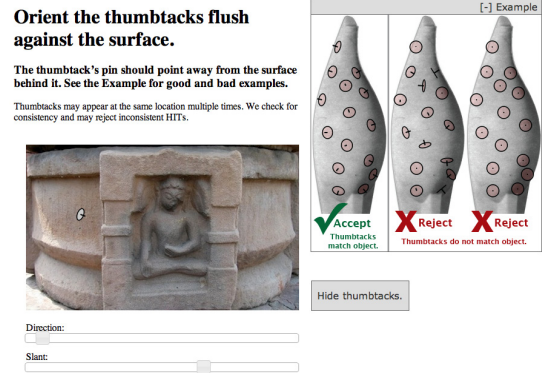 Orient the thumbtacks flush
against the surface.
The thumbtack's pin should point away from the surface
behind it. See the Example for good and bad examples.
Thumbtacks may appear at the same location multiple times. We check for
consistency and may reject inconsistent HITs.
Direction:
Slant:
[-] Example
Accept
Thumbtacks
match object.
Reject
Reject
Thumbtacks do not match object.
Hide thumbtacks.